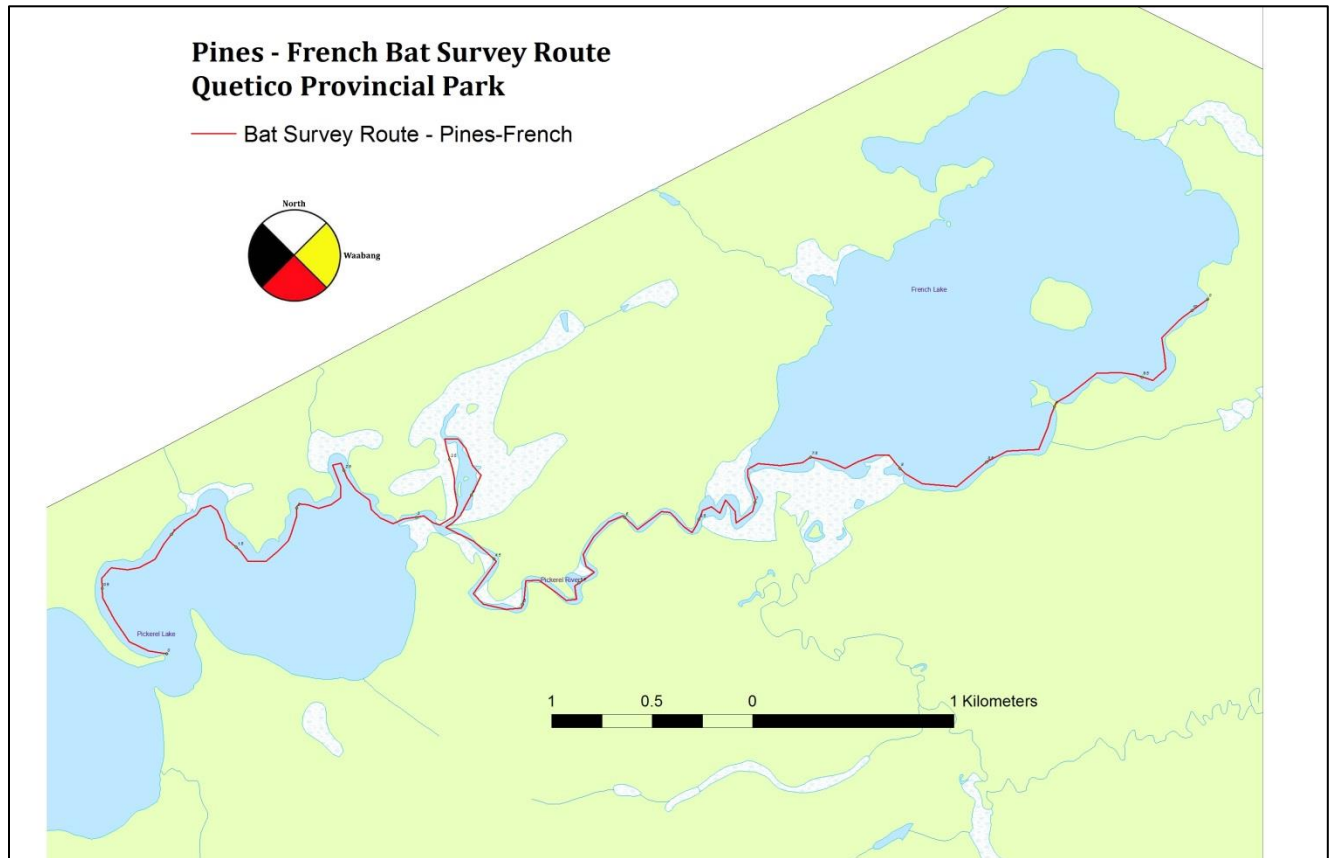 Pines - French Bat Survey Route
Quetico Provincial Park
Bat Survey Route - Pines-French
North
Waabang
French Lake
Pickerel River
Pickerel Lake
1 0.5 0 1 Kilometers